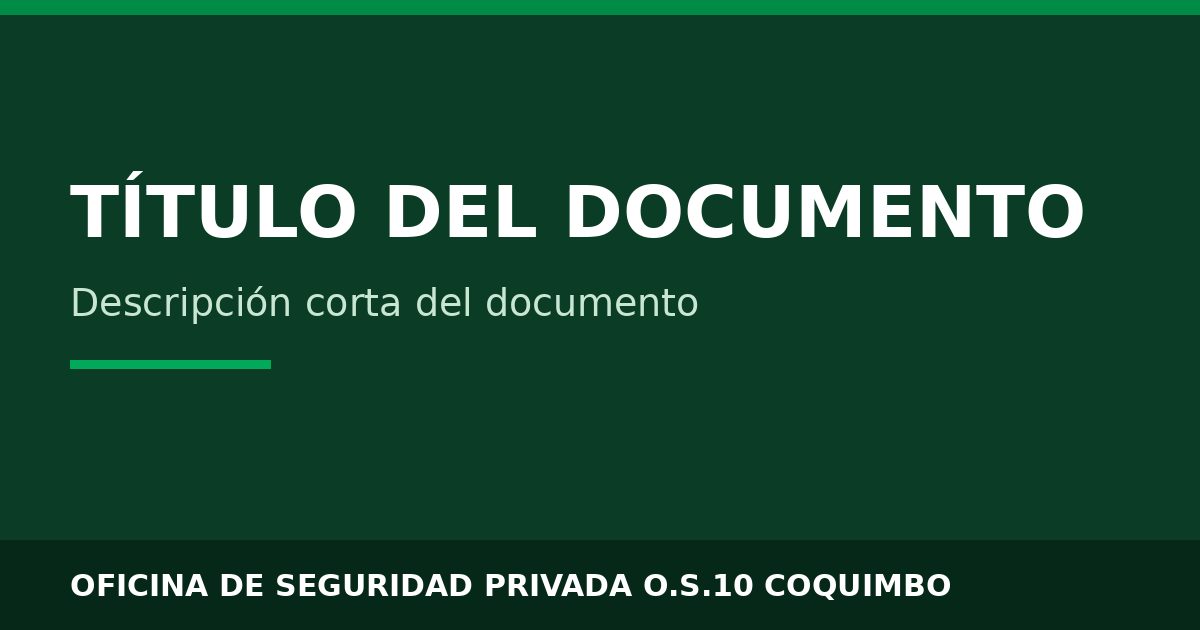 TÍTULO DEL DOCUMENTO
Descripción corta del documento
OFICINA DE SEGURIDAD PRIVADA O.S.10 COQUIMBO